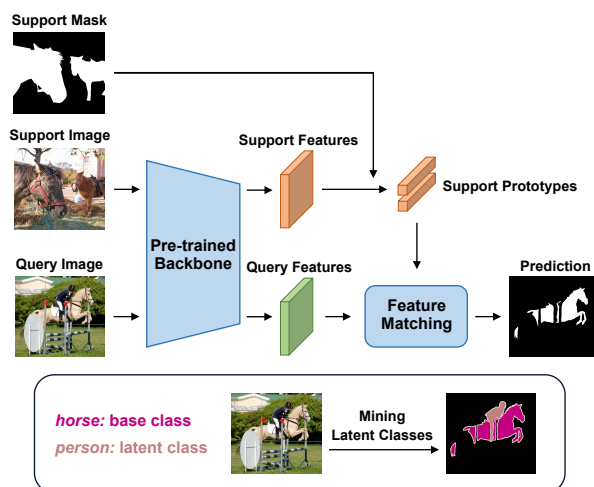 Support Mask
Support Image
Support Features
Support Prototypes
Pre-trained
Backbone
Query Image
Query Features
Feature
Matching
Prediction
horse: base class
person: latent class
Mining
Latent Classes